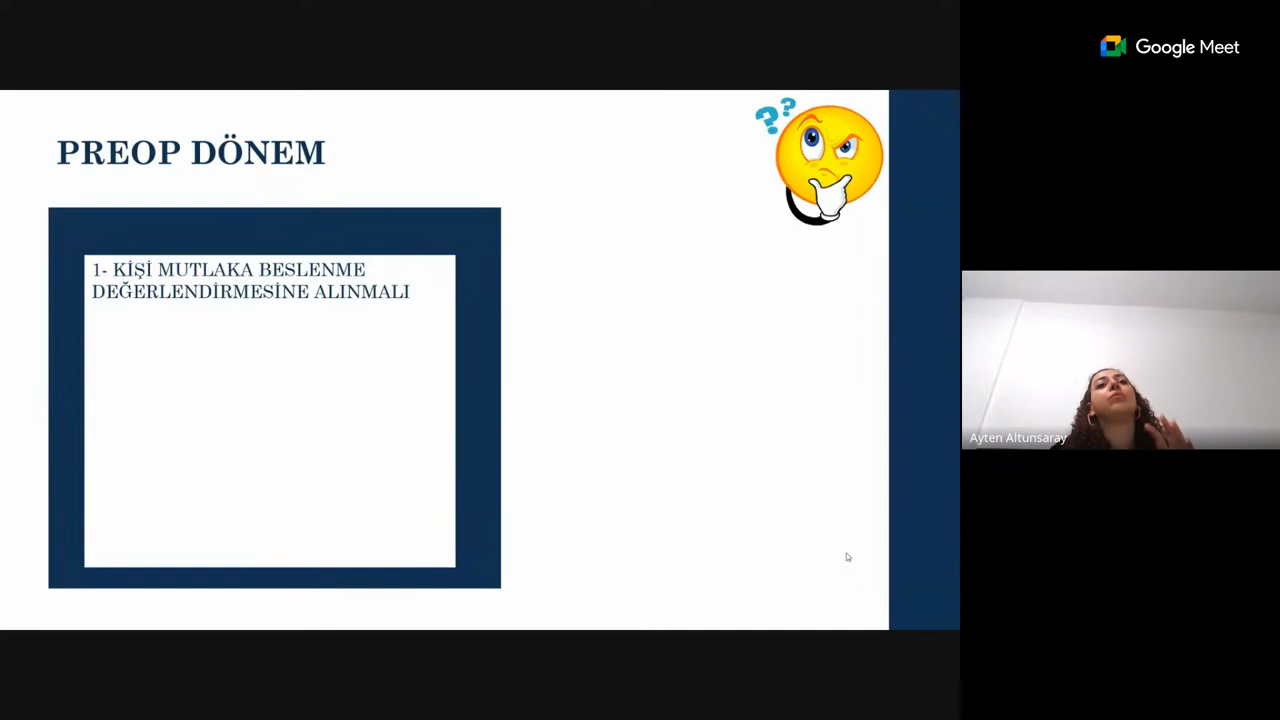 Google Meet
PREOP DÖNEM
? ?
1- KİŞİ MUTLAKA BESLENME
DEĞERLENDİRMESİNE ALINMALI
Ayten Altunsaray